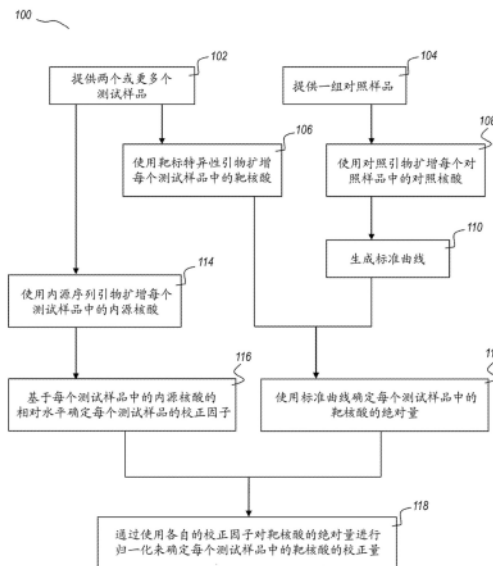 100
102
提供两个或更多个
测试样品
104
提供一组对照样品
106
使用靶标特异性引物扩增
每个测试样品中的靶核酸
108
使用对照引物扩增每个对
照样品中的对照核酸
110
生成标准曲线
114
使用内源序列引物扩增每个
测试样品中的内源核酸
116
基于每个测试样品中的内源核酸的
相对水平确定每个测试样品的校正因子
11
使用标准曲线确定每个测试样品中的
靶核酸的绝对量
118
通过使用各自的校正因子对靶核酸的绝对量进行
归一化来确定每个测试样品中的靶核酸的校正量